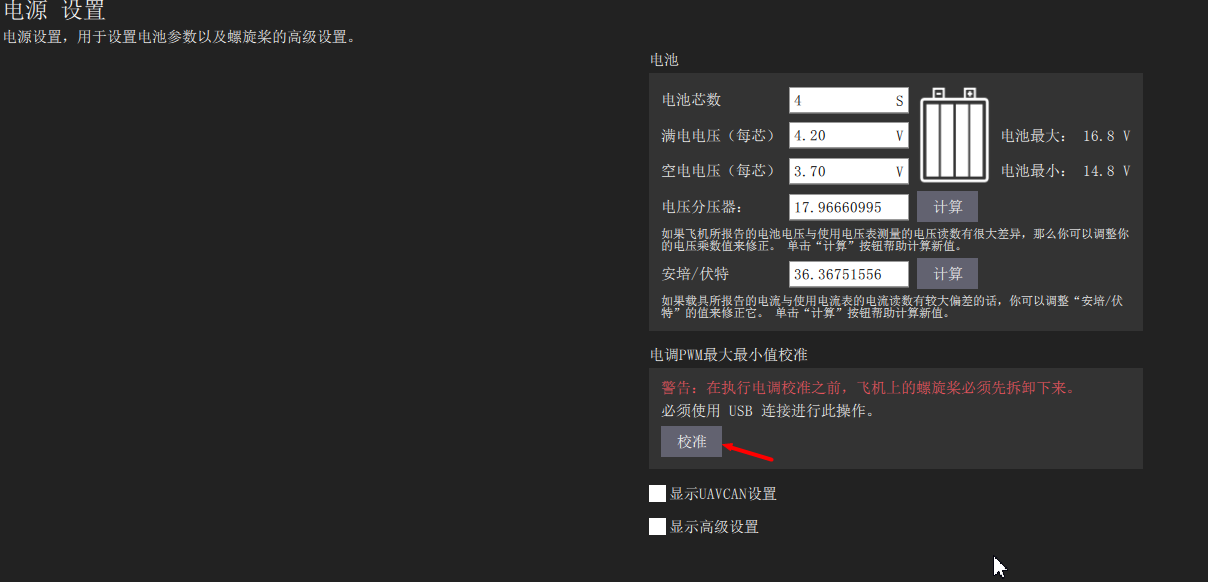 电源 设置
电源设置，用于设置电池参数以及螺旋桨的高级设置。
电池
电池芯数 4 S
满电电压（每芯） 4.20 V 电池最大: 16.8 V
空电电压（每芯） 3.70 V 电池最小: 14.8 V
电压分压器: 17.96660995 计算
如果飞机所报告的电池电压与使用电压表测量的电压读数有很大差异，那么你可以调整你
的电压乘数值来修正。 单击“计算”按钮帮助计算新值。
安培/伏特 36.36751556 计算
如果载具所报告的电流与使用电流表的电流读数有较大偏差的话，你可以调整“安培/伏
特”的值来修正它。 单击“计算”按钮帮助计算新值。
电调PWM最大最小值校准
警告: 在执行电调校准之前，飞机上的螺旋桨必须先拆卸下来。
必须使用 USB 连接进行此操作。
校准
显示UAVCAN设置
显示高级设置